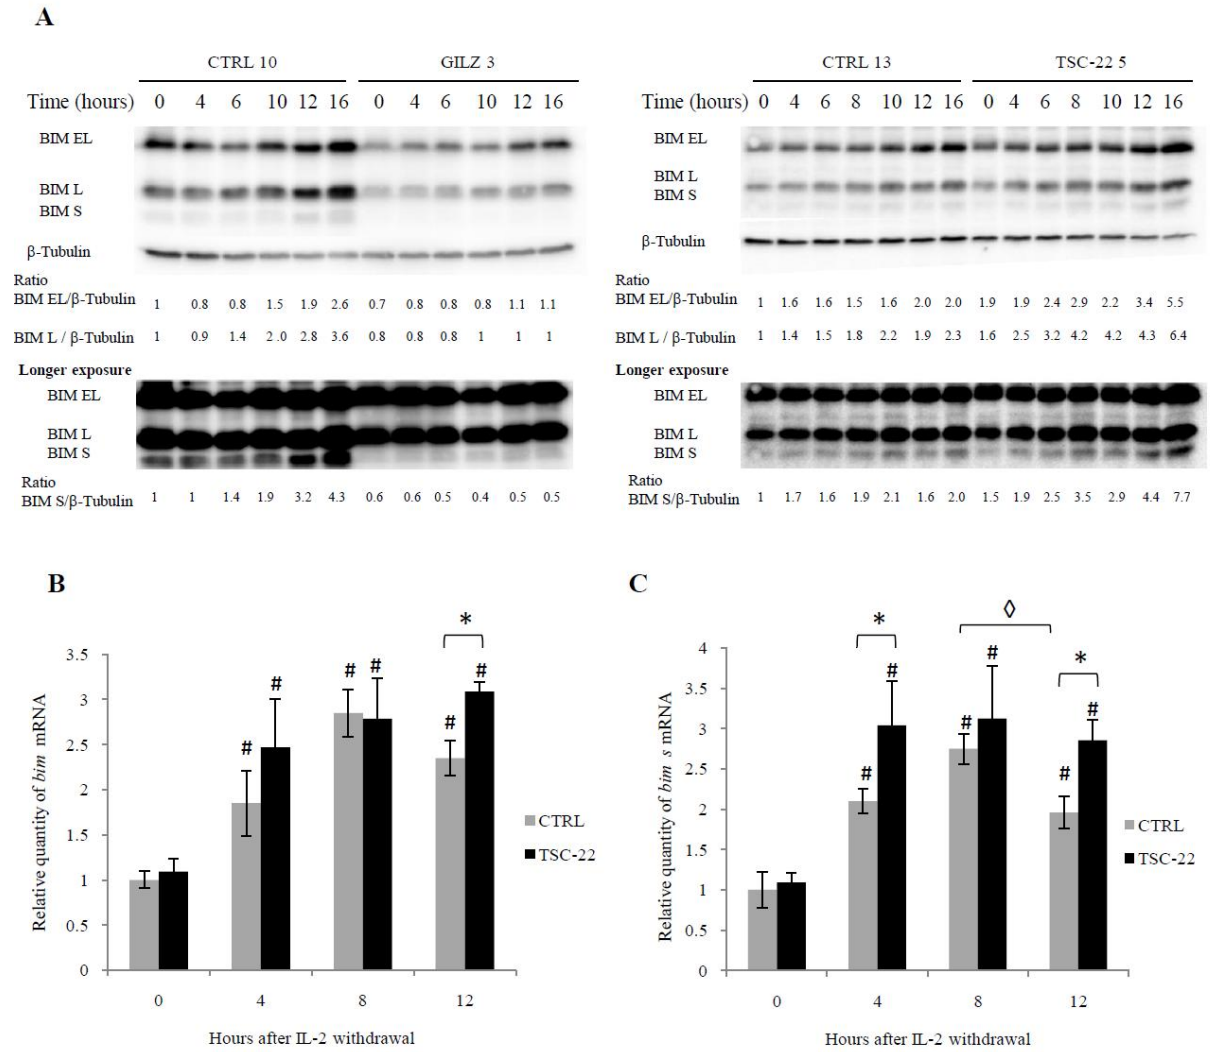 A
CTRL 10 GILZ 3
Time (hours) 0 4 6 10 12 16 0 4 6 10 12 16
BIM EL
BIM L
BIM S
β-Tubulin
Ratio
BIM EL/β-Tubulin 1 0.8 0.8 1.5 1.9 2.6 0.7 0.8 0.8 0.8 1.1 1.1
BIM L / β-Tubulin 1 0.9 1.4 2.0 2.8 3.6 0.8 0.8 0.8 1 1 1
Longer exposure
BIM EL
BIM L
BIM S
Ratio
BIM S/β-Tubulin 1 1 1.4 1.9 3.2 4.3 0.6 0.6 0.5 0.4 0.5 0.5
CTRL 13 TSC-22 5
Time (hours) 0 4 6 8 10 12 16 0 4 6 8 10 12 16
BIM EL
BIM L
BIM S
β-Tubulin
Ratio
BIM EL/β-Tubulin 1 1.6 1.6 1.5 1.6 2.0 2.0 1.9 1.9 2.4 2.9 2.2 3.4 5.5
BIM L / β-Tubulin 1 1.4 1.5 1.8 2.2 1.9 2.3 1.6 2.5 3.2 4.2 4.2 4.3 6.4
Longer exposure
BIM EL
BIM L
BIM S
Ratio
BIM S/β-Tubulin 1 1.7 1.6 1.9 2.1 1.6 2.0 1.5 1.9 2.5 3.5 2.9 4.4 7.7
B
Relative quantity of bim mRNA
3.5
3
2.5
2
1.5
1
0.5
0
# # # # # #
*
CTRL
TSC-22
0 4 8 12
Hours after IL-2 withdrawal
C
Relative quantity of bim s mRNA
4
3.5
3
2.5
2
1.5
1
0.5
0
# # # # # #
* ◊ *
CTRL
TSC-22
0 4 8 12
Hours after IL-2 withdrawal